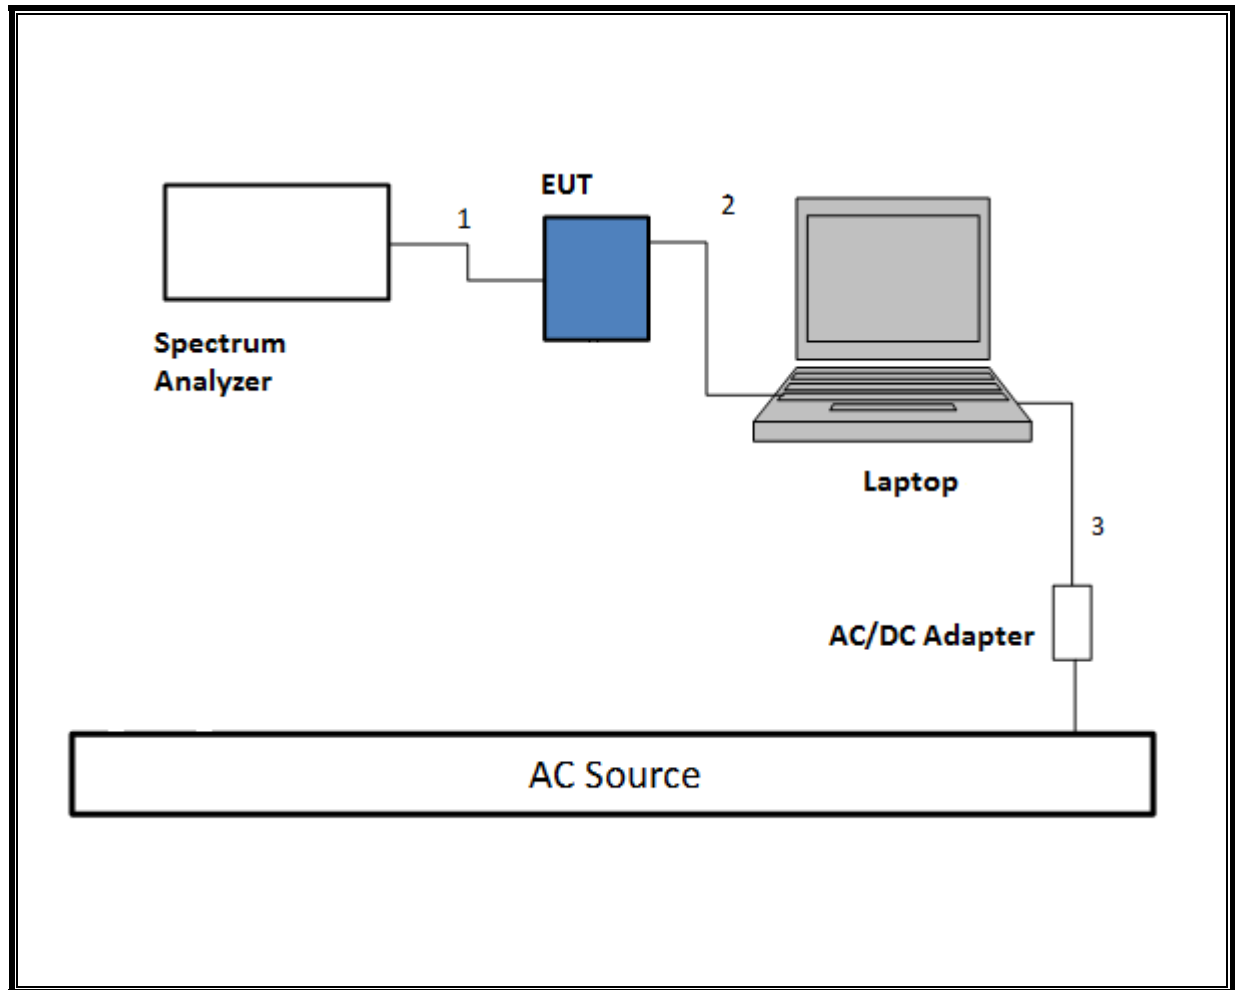 EUT
1
2
Spectrum
Analyzer
Laptop
3
AC/DC Adapter
AC Source